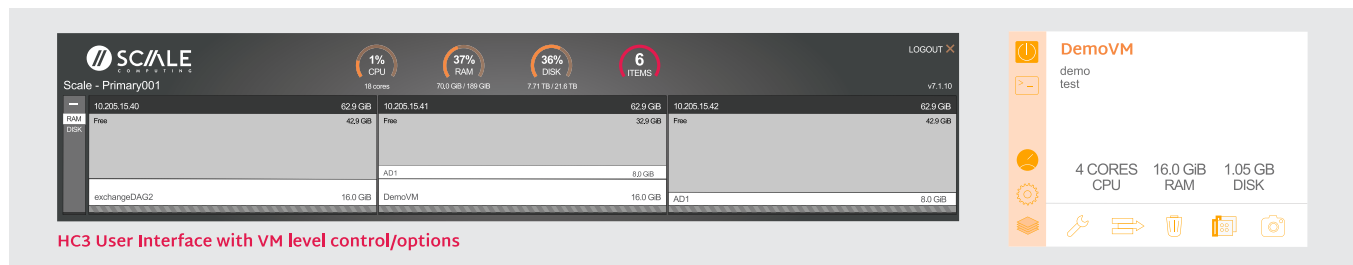 SC//LE
COMPUTING
Scale - Primary001
1%
CPU
18 cores
37%
RAM
70,0 GiB / 189 GiB
36%
DISK
7.71 TB / 21.6 TB
6
ITEMS
LOGOUT ×
v7.1.10
RAM
DISK
10.205.15.40 62.9 GiB
Free 42,9 GiB
exchangeDAG2 16.0 GiB
10.205.15.41 62,9 GiB
Free 32,9 GiB
AD1 8,0 GiB
DemoVM 16.0 GiB
10.205.15.42 62.9 GiB
Free 42.9 GiB
AD1 8.0 GiB
HC3 User Interface with VM level control/options
DemoVM
demo
test
4 CORES 16.0 GiB 1.05 GB
CPU RAM DISK